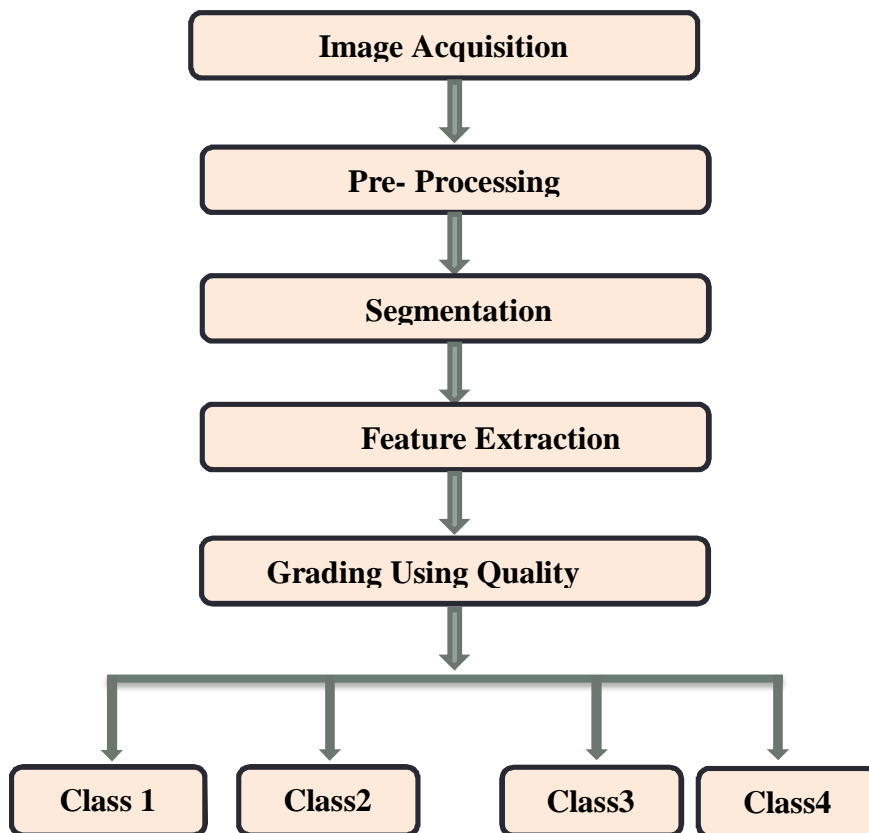 Image Acquisition
Pre- Processing
Segmentation
Feature Extraction
Grading Using Quality
Class 1
Class2
Class3
Class4